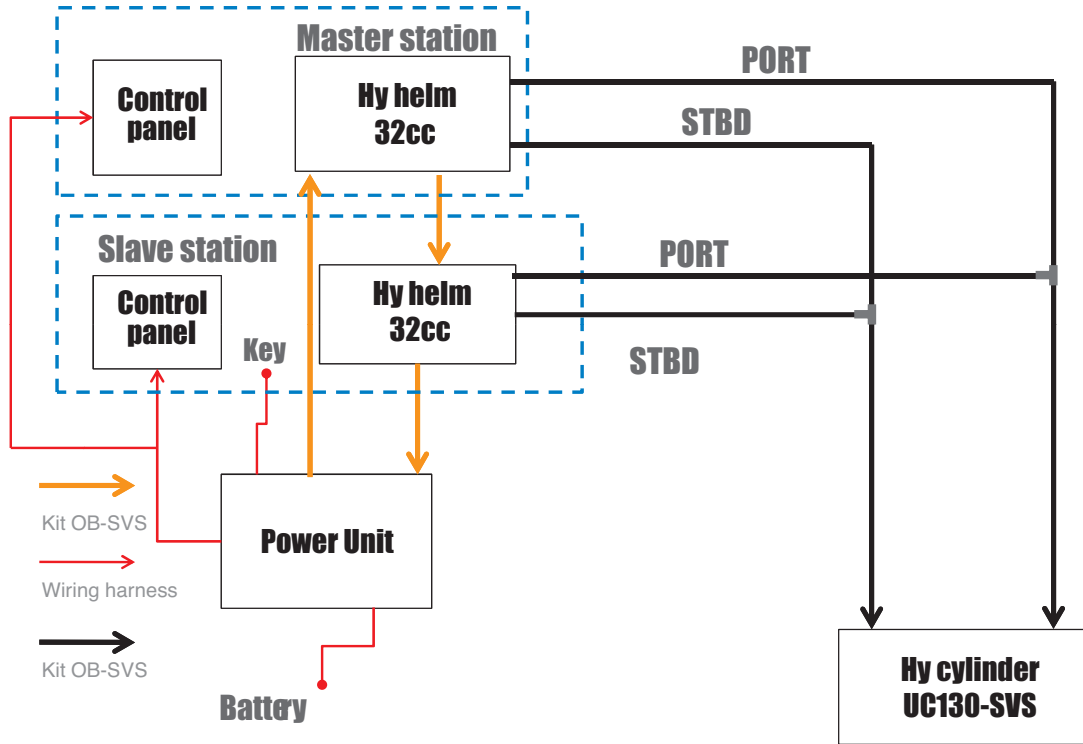 Master station
PORT
Control
panel
Hy helm
32cc
STBD
Slave station
PORT
Control
panel
Hy helm
32cc
Key
STBD
Kit OB-SVS
Power Unit
Wiring harness
Kit OB-SVS
Hy cylinder
UC130-SVS
Battery